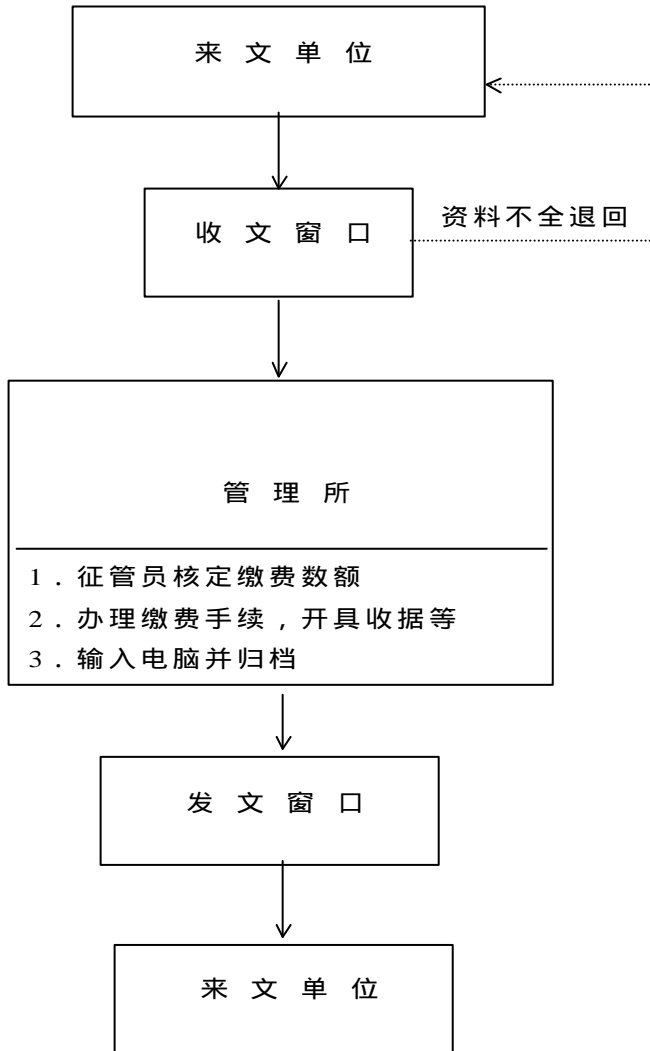 来文单位
收文窗口
资料不全退回
管理所
1．征管员核定缴费数额
2．办理缴费手续，开具收据等
3．输入电脑并归档
发文窗口
来文单位